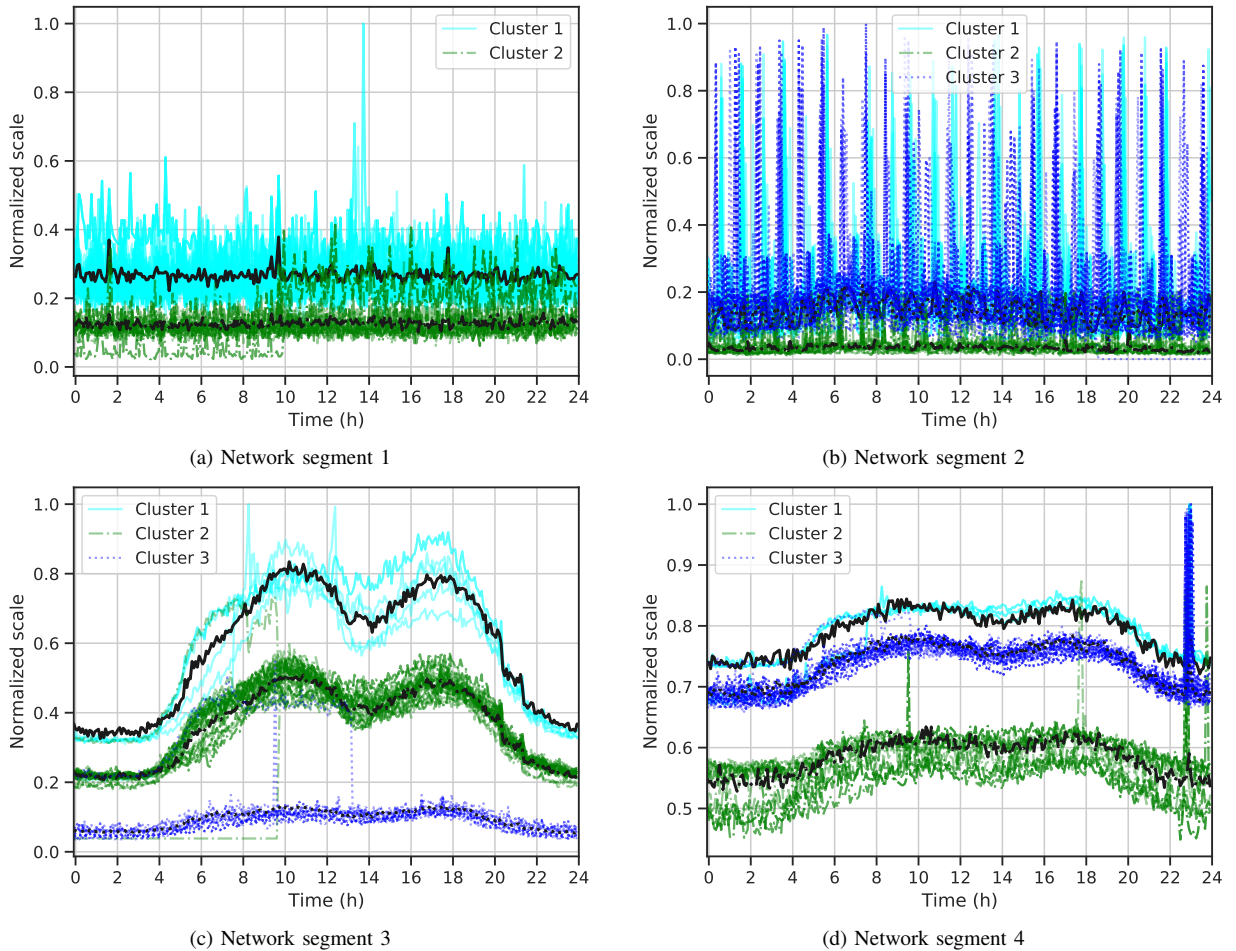 1.0
0.8
0.6
0.4
0.2
0.0
Normalized scale
Cluster 1
Cluster 2
0 2 4 6 8 10 12 14 16 18 20 22 24
Time (h)
(a) Network segment 1
1.0
0.8
0.6
0.4
0.2
0.0
Normalized scale
Cluster 1
Cluster 2
Cluster 3
0 2 4 6 8 10 12 14 16 18 20 22 24
Time (h)
(b) Network segment 2
1.0
0.8
0.6
0.4
0.2
0.0
Normalized scale
Cluster 1
Cluster 2
Cluster 3
0 2 4 6 8 10 12 14 16 18 20 22 24
Time (h)
(c) Network segment 3
1.0
0.9
0.8
0.7
0.6
0.5
Normalized scale
Cluster 1
Cluster 2
Cluster 3
0 2 4 6 8 10 12 14 16 18 20 22 24
Time (h)
(d) Network segment 4